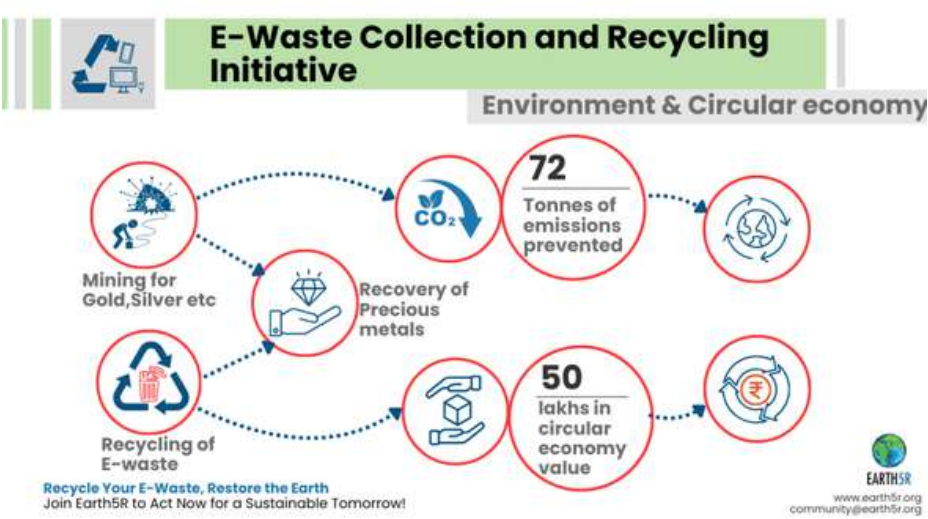 E-Waste Collection and Recycling
Initiative
Environment & Circular economy
CO₂
72
Tonnes of
emissions
prevented
Mining for
Gold,Silver etc
Recovery of
Precious
metals
₹
50
lakhs in
circular
economy
value
Recycling of
E-waste
Recycle Your E-Waste, Restore the Earth
Join Earth5R to Act Now for a Sustainable Tomorrow!
EARTH5R
www.earth5r.org
community@earth5r.org